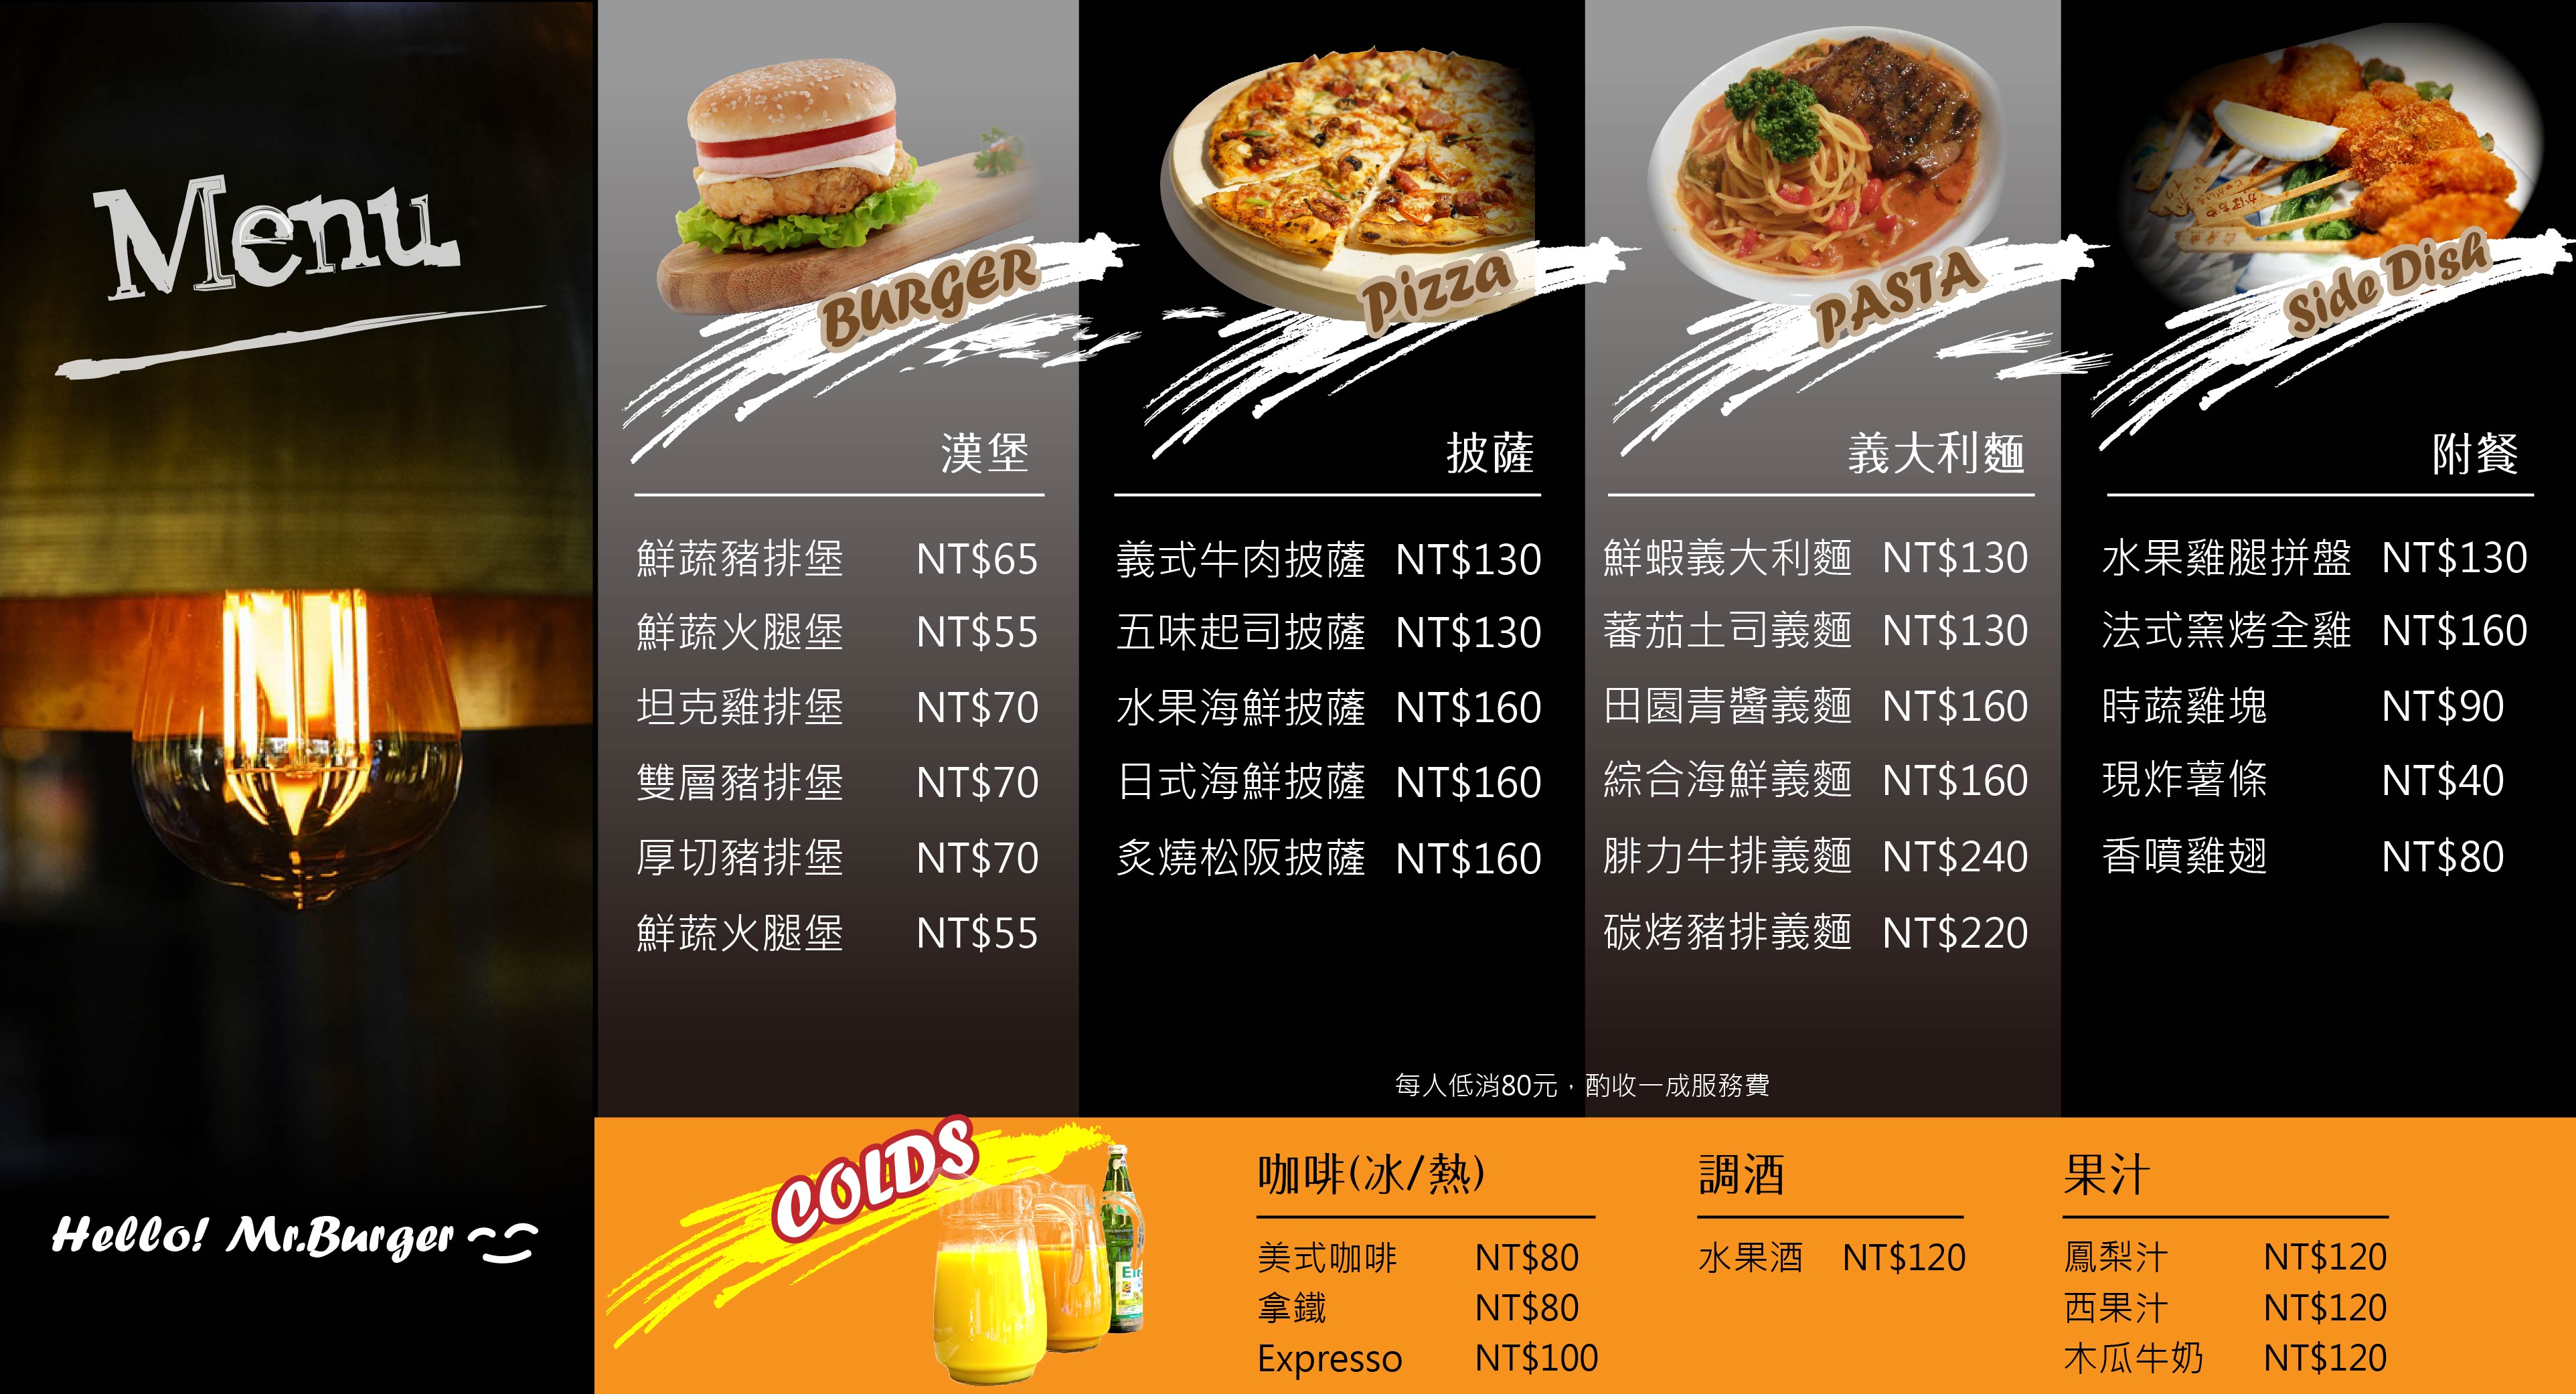 Menu
Hello! Mr.Burger
BURGER
漢堡
鮮蔬豬排堡 NT$65
鮮蔬火腿堡 NT$55
坦克雞排堡 NT$70
雙層豬排堡 NT$70
厚切豬排堡 NT$70
鮮蔬火腿堡 NT$55
Pizza
披薩
義式牛肉披薩 NT$130
五味起司披薩 NT$130
水果海鮮披薩 NT$160
日式海鮮披薩 NT$160
炙燒松阪披薩 NT$160
PASTA
義大利麵
鮮蝦義大利麵 NT$130
蕃茄土司義麵 NT$130
田園青醬義麵 NT$160
綜合海鮮義麵 NT$160
腓力牛排義麵 NT$240
碳烤豬排義麵 NT$220
Side Dish
附餐
水果雞腿拼盤 NT$130
法式窯烤全雞 NT$160
時蔬雞塊 NT$90
現炸薯條 NT$40
香噴雞翅 NT$80
每人低消80元，酌收一成服務費
COLDS
咖啡(冰/熱)
美式咖啡 NT$80
拿鐵 NT$80
Expresso NT$100
調酒
水果酒 NT$120
果汁
鳳梨汁 NT$120
西果汁 NT$120
木瓜牛奶 NT$120